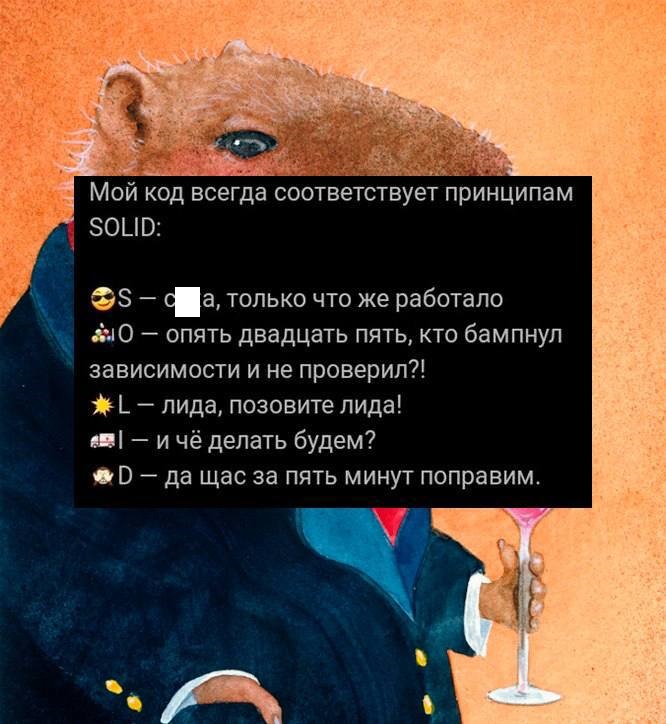 Мой код всегда соответствует принципам
SOLID:
😎S — с а, только что же работало
🎱O — опять двадцать пять, кто бампнул
зависимости и не проверил?!
💥L — лида, позовите лида!
🚑I — и чё делать будем?
🙈D — да щас за пять минут поправим.